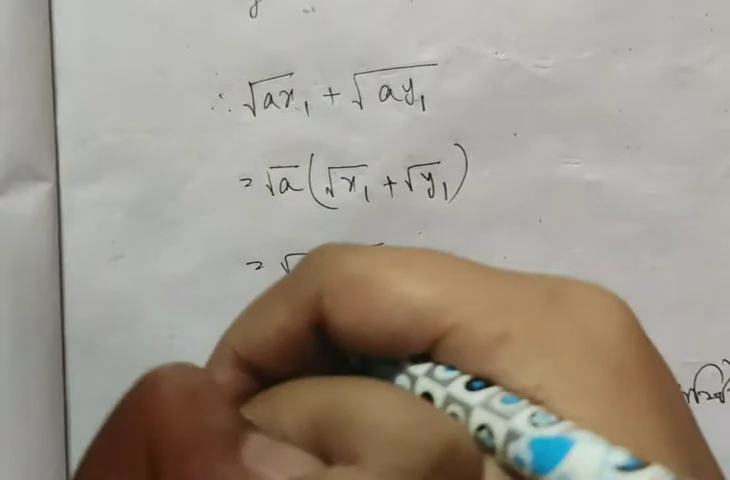 ∴ √ax₁ + √ay₁
= √a(√x₁ + √y₁)
= √